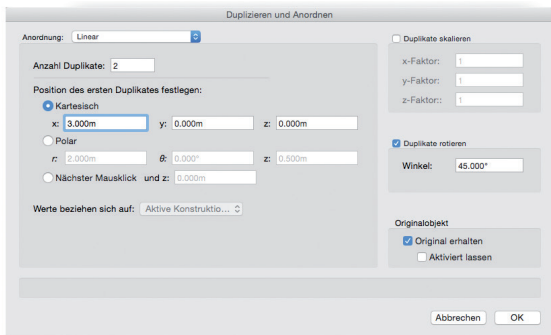 Duplizieren und Anordnen
Anordnung: Linear
Anzahl Duplikate: 2
Position des ersten Duplikates festlegen:
Kartesisch
x: 3.000m y: 0.000m z: 0.000m
Polar
r: 2.000m θ: 0.000° z: 0.500m
Nächster Mausklick und z: 0.000m
Werte beziehen sich auf: Aktive Konstruktio...
Duplikate skalieren
x-Faktor: 1
y-Faktor: 1
z-Faktor:: 1
Duplikate rotieren
Winkel: 45.000°
Originalobjekt
Original erhalten
Aktiviert lassen
Abbrechen OK